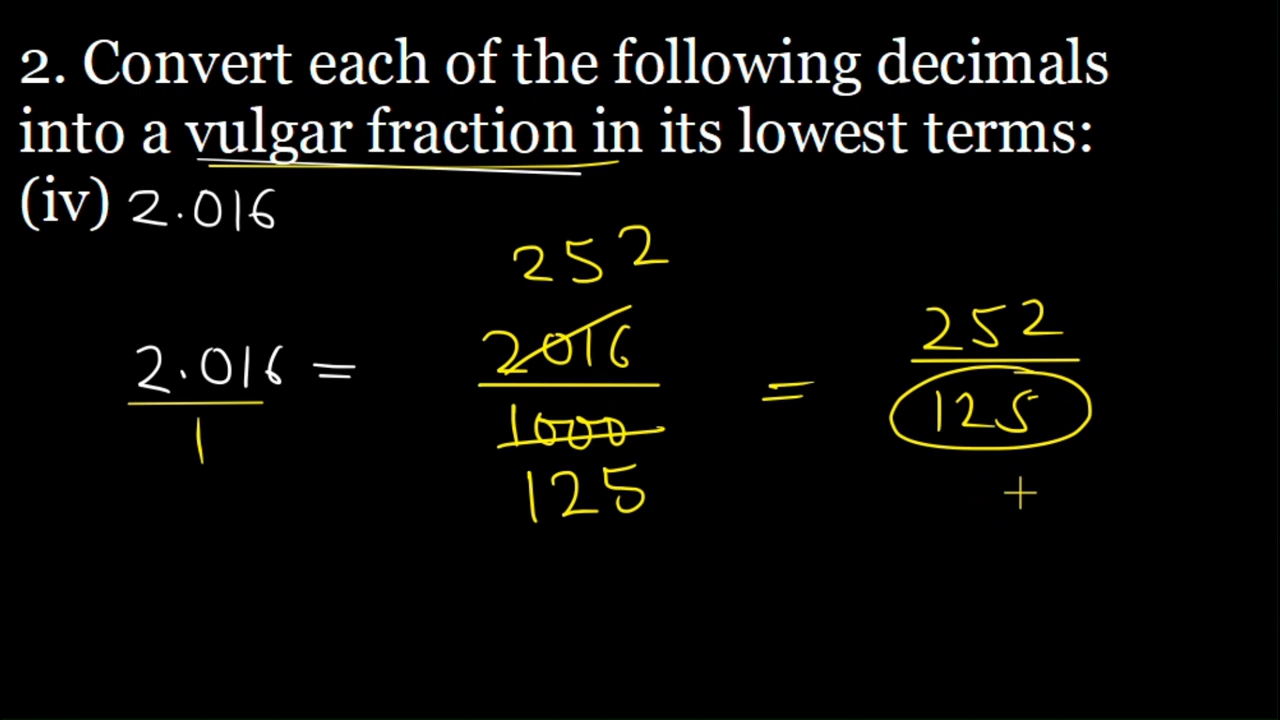 2. Convert each of the following decimals
into a vulgar fraction in its lowest terms:
(iv) 2.016
252
2.016 = 2016 = 252
1 1000 125
125
+